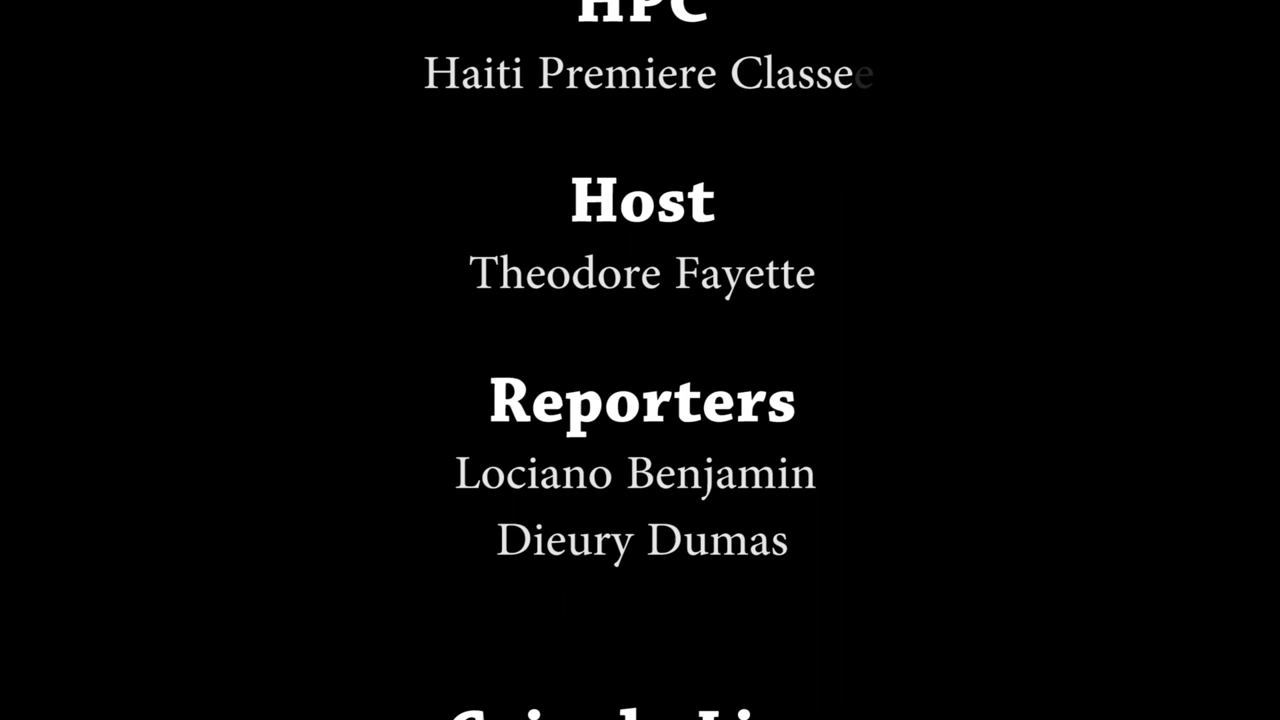 HPC
Haiti Premiere Classe
Host
Theodore Fayette
Reporters
Lociano Benjamin
Dieury Dumas